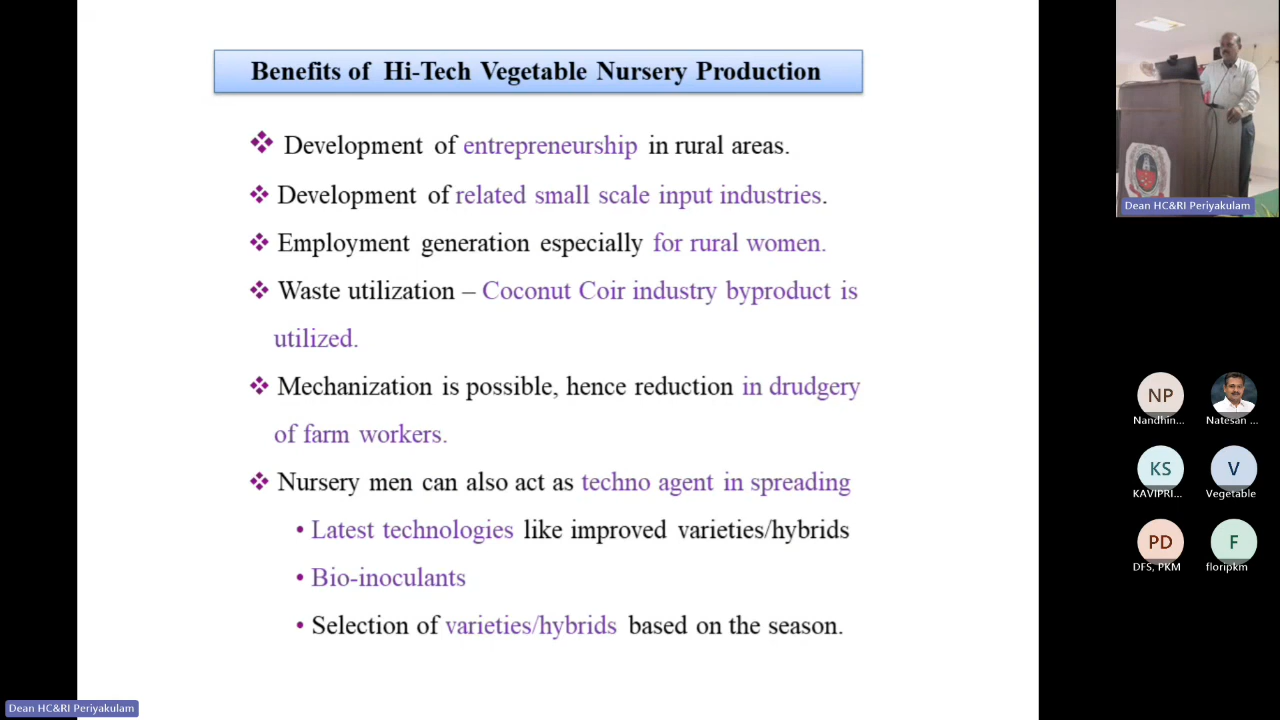 Benefits of Hi-Tech Vegetable Nursery Production
Development of entrepreneurship in rural areas.
Development of related small scale input industries.
Employment generation especially for rural women.
Waste utilization – Coconut Coir industry byproduct is
utilized.
Mechanization is possible, hence reduction in drudgery
of farm workers.
Nursery men can also act as techno agent in spreading
• Latest technologies like improved varieties/hybrids
• Bio-inoculants
• Selection of varieties/hybrids based on the season.
Dean HC&RI Periyakulam
NP
Nandhin...
Natesan ...
KS
KAVIPRI...
V
Vegetable
PD
DFS, PKM
F
floripkm
Dean HC&RI Periyakulam